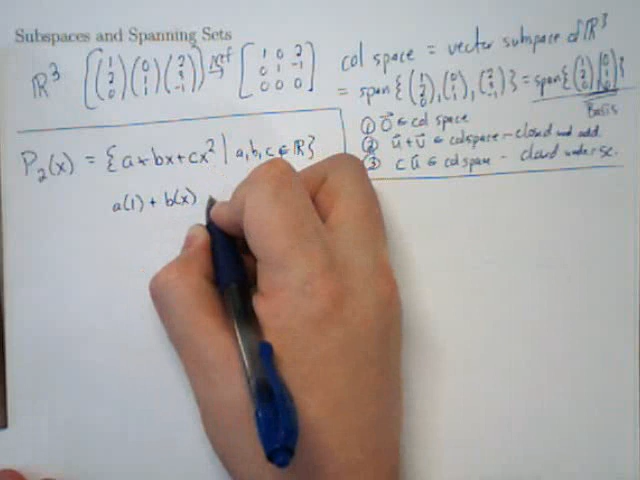 Subspaces and Spanning Sets
ℝ³ [(1 2 0) (0 1 1) (2 3 -1)] rref → [1 0 2
0 1 -1
0 0 0]
col space = vector subspace of ℝ³
= span{(1 2 0), (0 1 1), (2 3 -1)} = span{(1 2 0), (0 1 1)}
Basis
① 0⃗ ∈ col space
② u⃗ + v⃗ ∈ colspace - closed und add.
③ c u⃗ ∈ colspace - closed under sc.
P₂(x) = {a+bx+cx² | a,b,c ∈ ℝ}
a(1) + b(x)